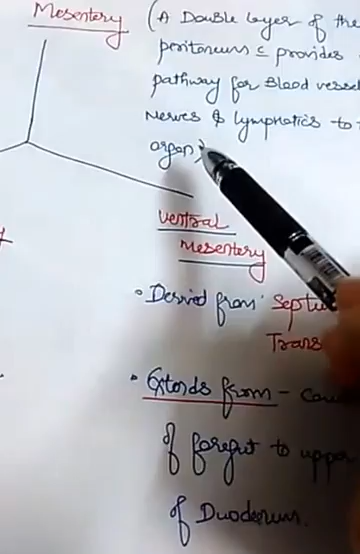 Mesentery (A Double layer of the
peritoneum c̄ provides
pathway for Blood vessel
Nerves & lymphatics to
organ)
ventral
Mesentery
• Derived from Septu
Trans
• Extends from -
of foregut to upper
of Duodenum.